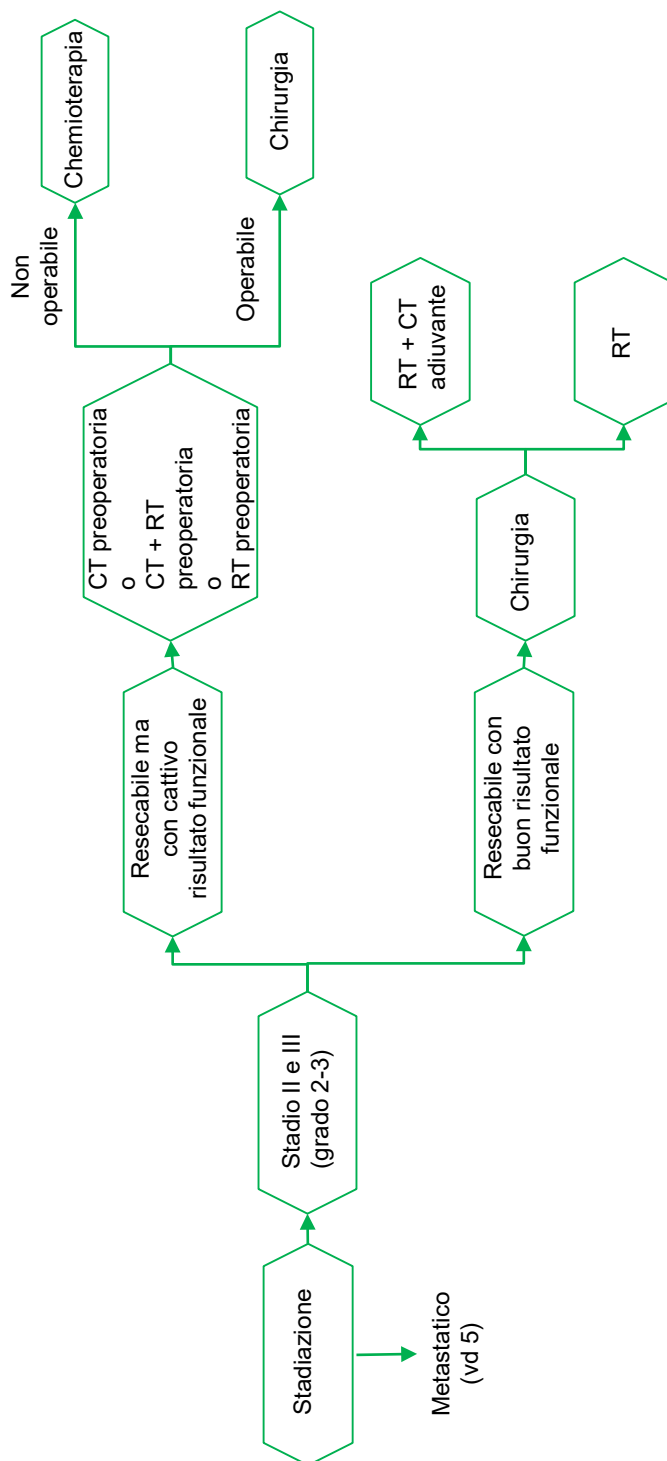 Stadiazione
Metastatico
(vd 5)
Stadio II e III
(grado 2-3)
Resecabile ma
con cattivo
risultato funzionale
CT preoperatoria
o
CT + RT
preoperatoria
o
RT preoperatoria
Non
operabile
Chemioterapia
Operabile
Chirurgia
Resecabile con
buon risultato
funzionale
Chirurgia
RT + CT
adiuvante
RT